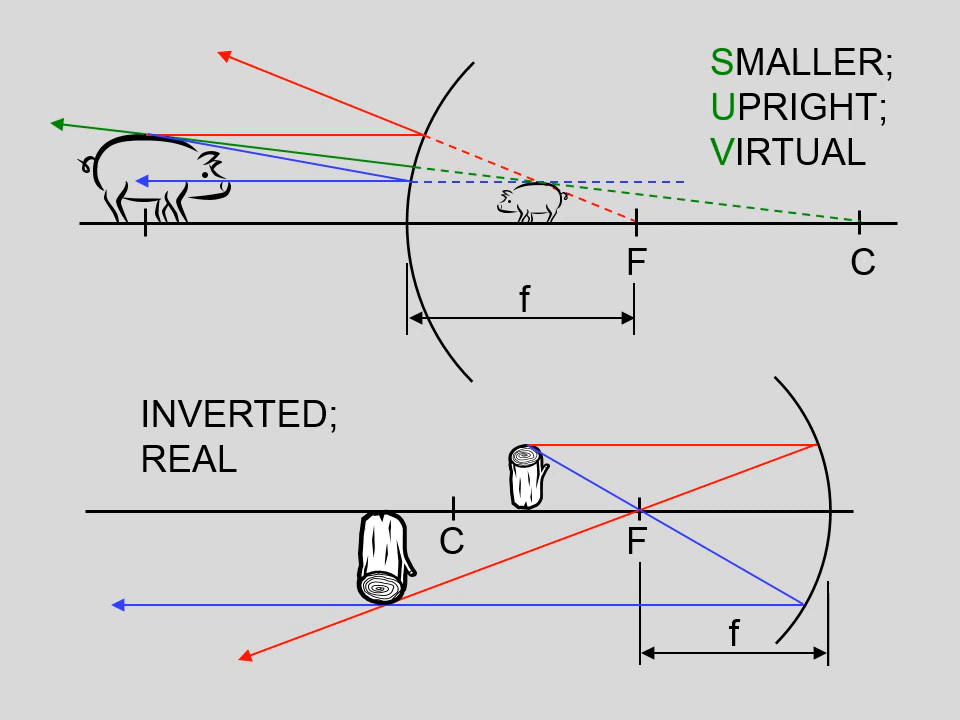 SMALLER;
UPRIGHT;
VIRTUAL
F
C
f
INVERTED;
REAL
C
F
f